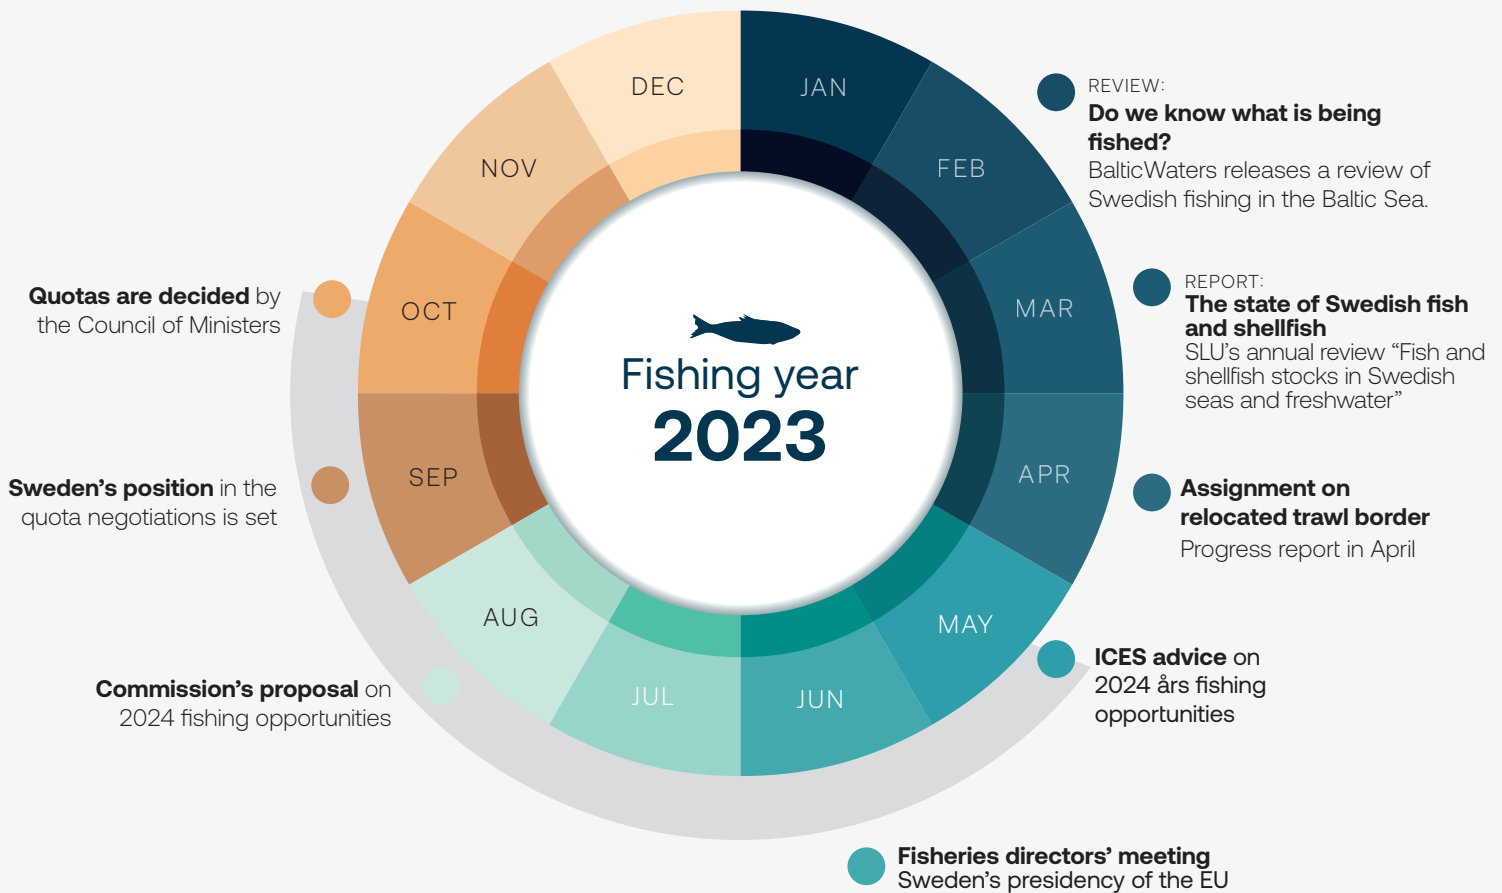 Fishing year
2023
JAN
FEB
MAR
APR
MAY
JUN
JUL
AUG
SEP
OCT
NOV
DEC
REVIEW:
Do we know what is being
fished?
BalticWaters releases a review of
Swedish fishing in the Baltic Sea.
REPORT:
The state of Swedish fish
and shellfish
SLU’s annual review “Fish and
shellfish stocks in Swedish
seas and freshwater”
Assignment on
relocated trawl border
Progress report in April
ICES advice on
2024 års fishing
opportunities
Fisheries directors’ meeting
Sweden’s presidency of the EU
Commission’s proposal on
2024 fishing opportunities
Sweden’s position in the
quota negotiations is set
Quotas are decided by
the Council of Ministers